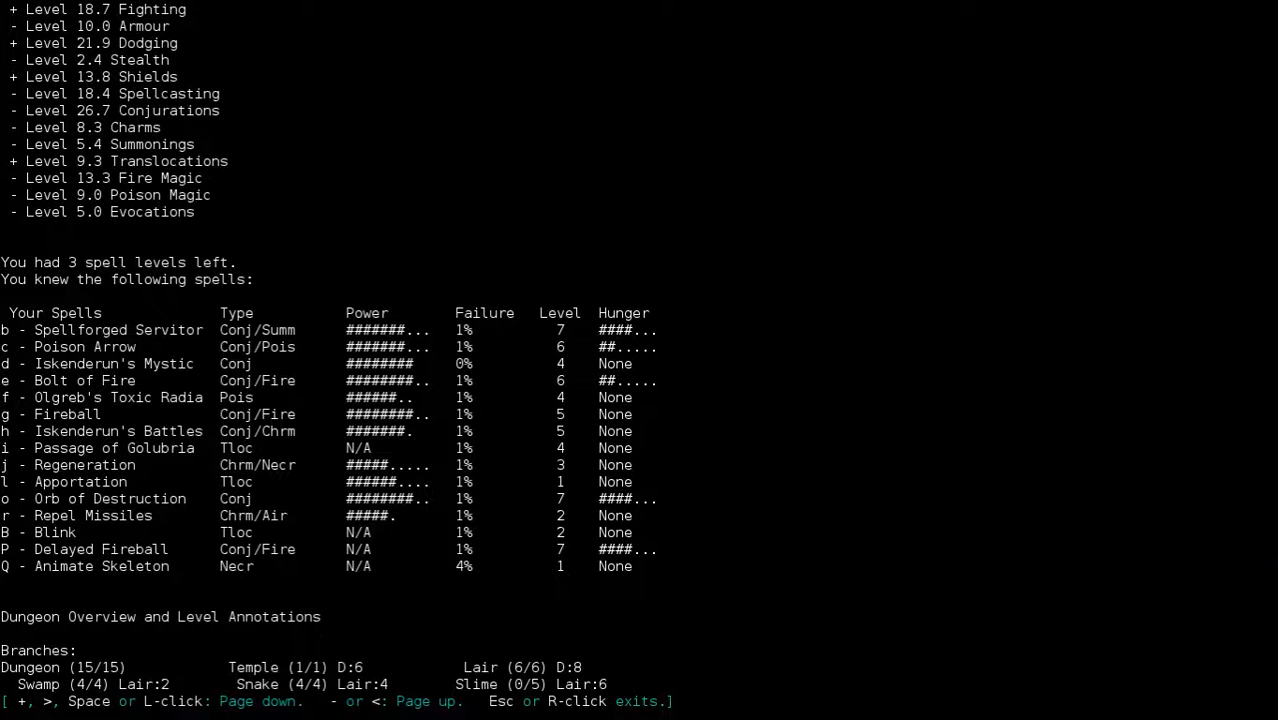 + Level 18.7 Fighting
- Level 10.0 Armour
+ Level 21.9 Dodging
- Level 2.4 Stealth
+ Level 13.8 Shields
- Level 18.4 Spellcasting
- Level 26.7 Conjurations
- Level 8.3 Charms
- Level 5.4 Summonings
+ Level 9.3 Translocations
- Level 13.3 Fire Magic
- Level 9.0 Poison Magic
- Level 5.0 Evocations
You had 3 spell levels left.
You knew the following spells:
Your Spells Type Power Failure Level Hunger
b - Spellforged Servitor Conj/Summ #######... 1% 7 ####...
c - Poison Arrow Conj/Pois #######... 1% 6 ##.....
d - Iskenderun's Mystic Conj ######## 0% 4 None
e - Bolt of Fire Conj/Fire ########.. 1% 6 ##.....
f - Olgreb's Toxic Radia Pois ######.. 1% 4 None
g - Fireball Conj/Fire ########.. 1% 5 None
h - Iskenderun's Battles Conj/Chrm #######. 1% 5 None
i - Passage of Golubria Tloc N/A 1% 4 None
j - Regeneration Chrm/Necr #####..... 1% 3 None
l - Apportation Tloc ######.... 1% 1 None
o - Orb of Destruction Conj ########.. 1% 7 ####...
r - Repel Missiles Chrm/Air #####. 1% 2 None
B - Blink Tloc N/A 1% 2 None
P - Delayed Fireball Conj/Fire N/A 1% 7 ####...
Q - Animate Skeleton Necr N/A 4% 1 None
Dungeon Overview and Level Annotations
Branches:
Dungeon (15/15) Temple (1/1) D:6 Lair (6/6) D:8
Swamp (4/4) Lair:2 Snake (4/4) Lair:4 Slime (0/5) Lair:6
[ +, >, Space or L-click: Page down. - or <: Page up. Esc or R-click exits.]